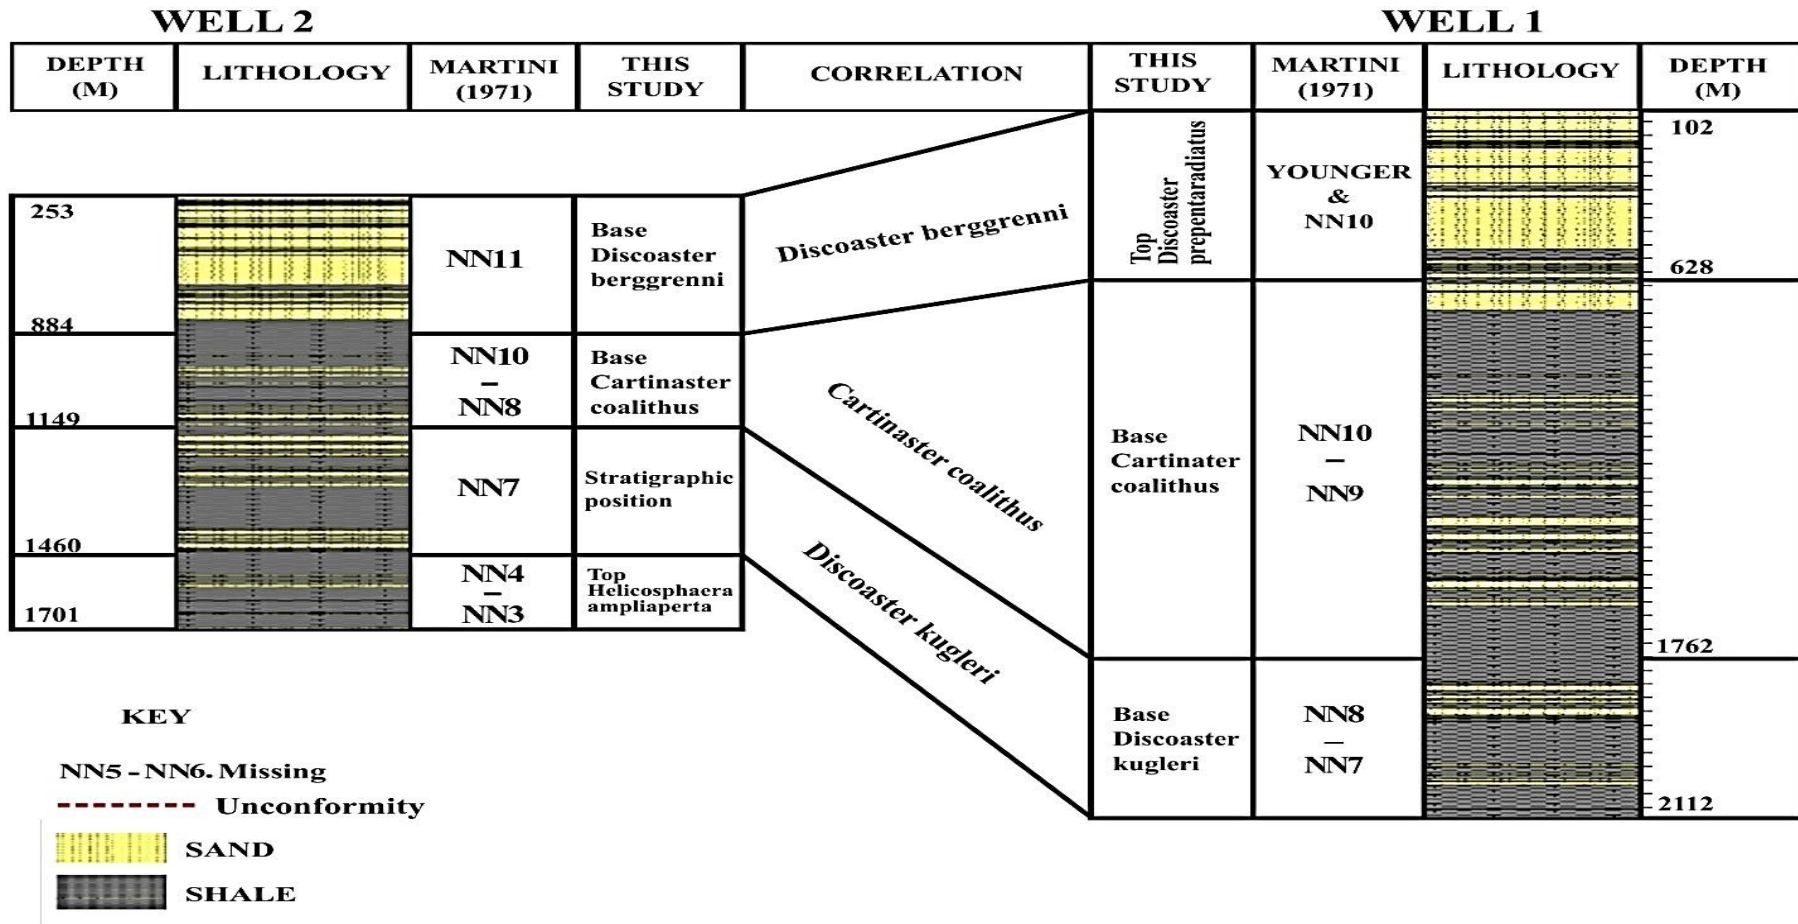 WELL 2
WELL 1
DEPTH
(M)
LITHOLOGY
MARTINI
(1971)
THIS
STUDY
CORRELATION
THIS
STUDY
MARTINI
(1971)
LITHOLOGY
DEPTH
(M)
253
884
1149
1460
1701
NN11
NN10
–
NN8
NN7
NN4
–
NN3
Base
Discoaster
berggrenni
Base
Cartinaster
coalithus
Stratigraphic
position
Top
Helicosphaera
ampliaperta
Discoaster berggrenni
Cartinaster coalithus
Discoaster kugleri
Top
Discoaster
prepentaradiatus
Base
Cartinater
coalithus
Base
Discoaster
kugleri
YOUNGER
&
NN10
NN10
–
NN9
NN8
–
NN7
102
628
1762
2112
KEY
NN5 - NN6. Missing
Unconformity
SAND
SHALE